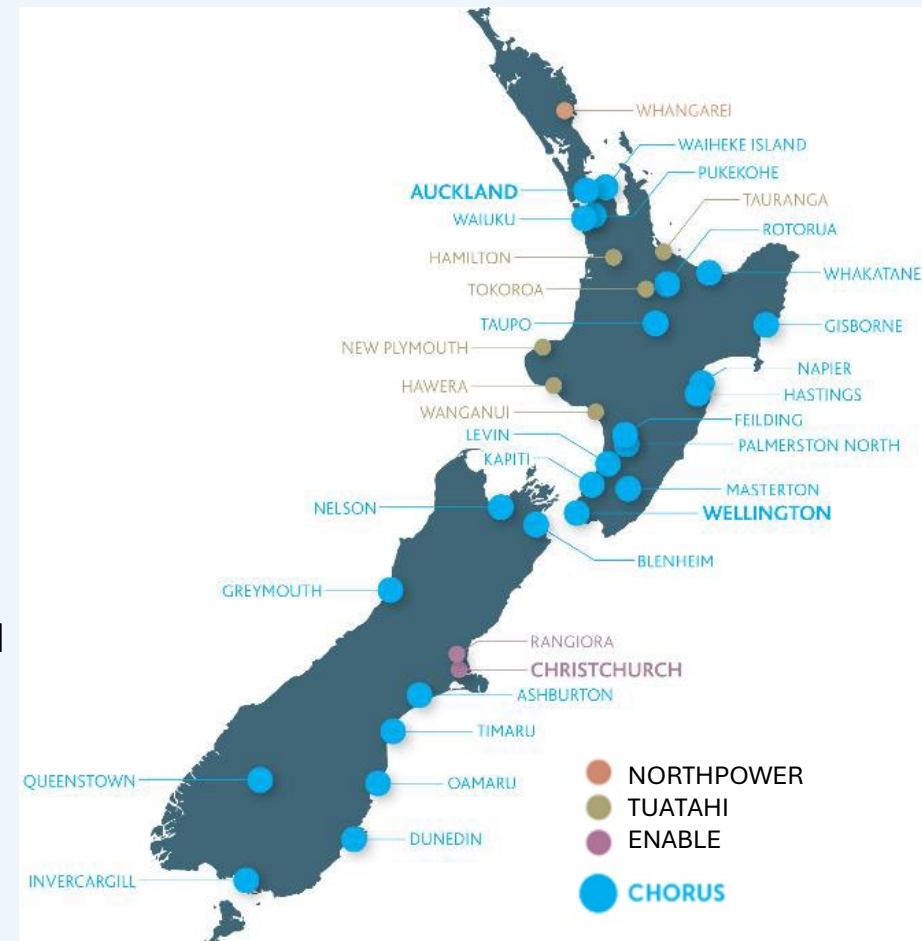 WHANGAREI
WAIHEKE ISLAND
PUKEKOHE
AUCKLAND
TAURANGA
WAIUKU
ROTORUA
HAMILTON
WHAKATANE
TOKOROA
TAUPO
GISBORNE
NEW PLYMOUTH
NAPIER
HAWERA
HASTINGS
WANGANUI
FEILDING
LEVIN
PALMERSTON NORTH
KAPITI
MASTERTON
NELSON
WELLINGTON
BLENHEIM
GREYMOUTH
RANGIORA
CHRISTCHURCH
ASHBURTON
TIMARU
QUEENSTOWN
OAMARU
DUNEDIN
INVERCARGILL
NORTHPOWER
TUATAHI
ENABLE
CHORUS